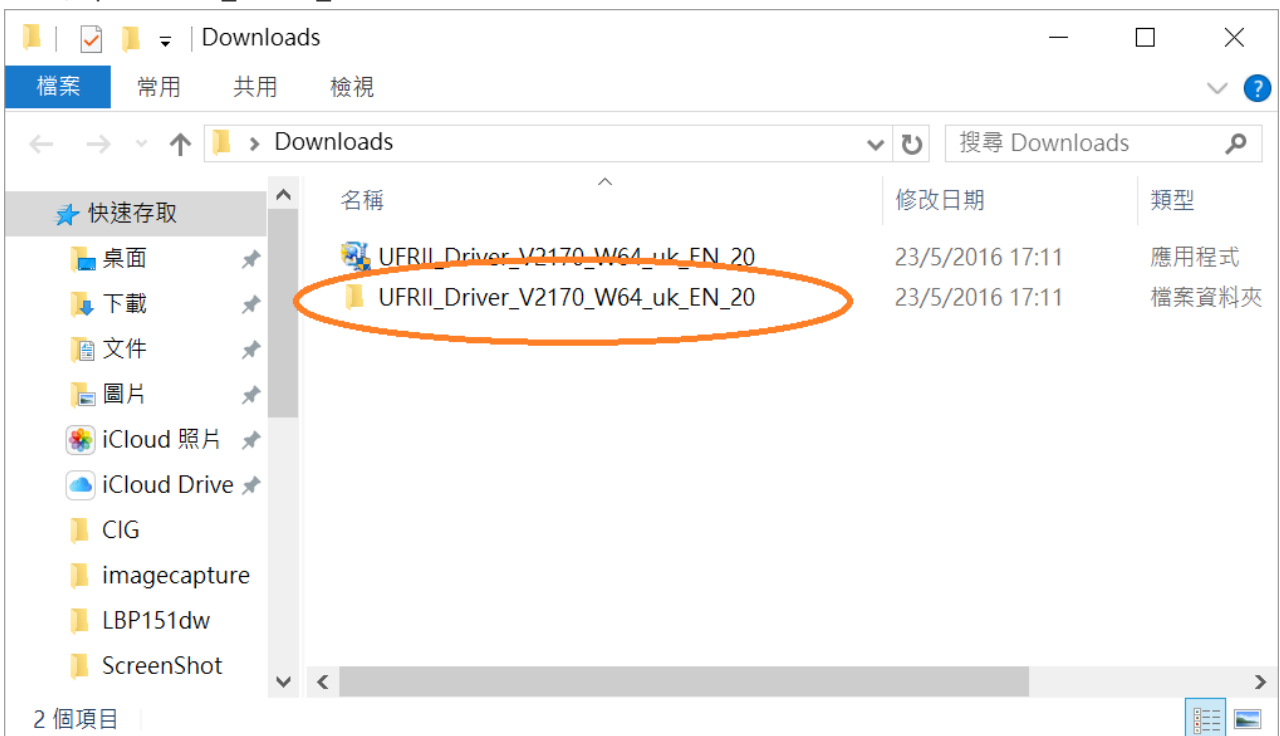 Downloads
檔案 常用 共用 檢視
Downloads 搜尋 Downloads
名稱 修改日期 類型
快速存取
桌面
下載
文件
圖片
iCloud 照片
iCloud Drive
CIG
imagecapture
LBP151dw
ScreenShot
UFRII_Driver_V2170_W64_uk_EN_20 23/5/2016 17:11 應用程式
UFRII_Driver_V2170_W64_uk_EN_20 23/5/2016 17:11 檔案資料夾
2 個項目